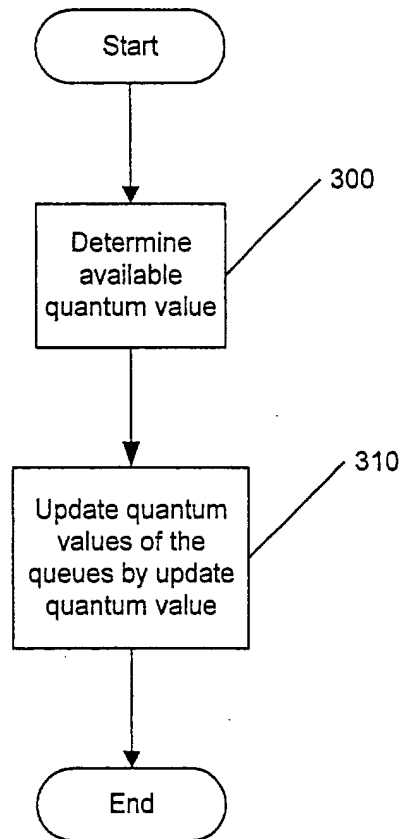 Start
300
Determine
available
quantum value
310
Update quantum
values of the
queues by update
quantum value
End